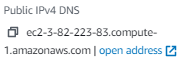 Public IPv4 DNS
ec2-3-82-223-83.compute-
1.amazonaws.com | open address